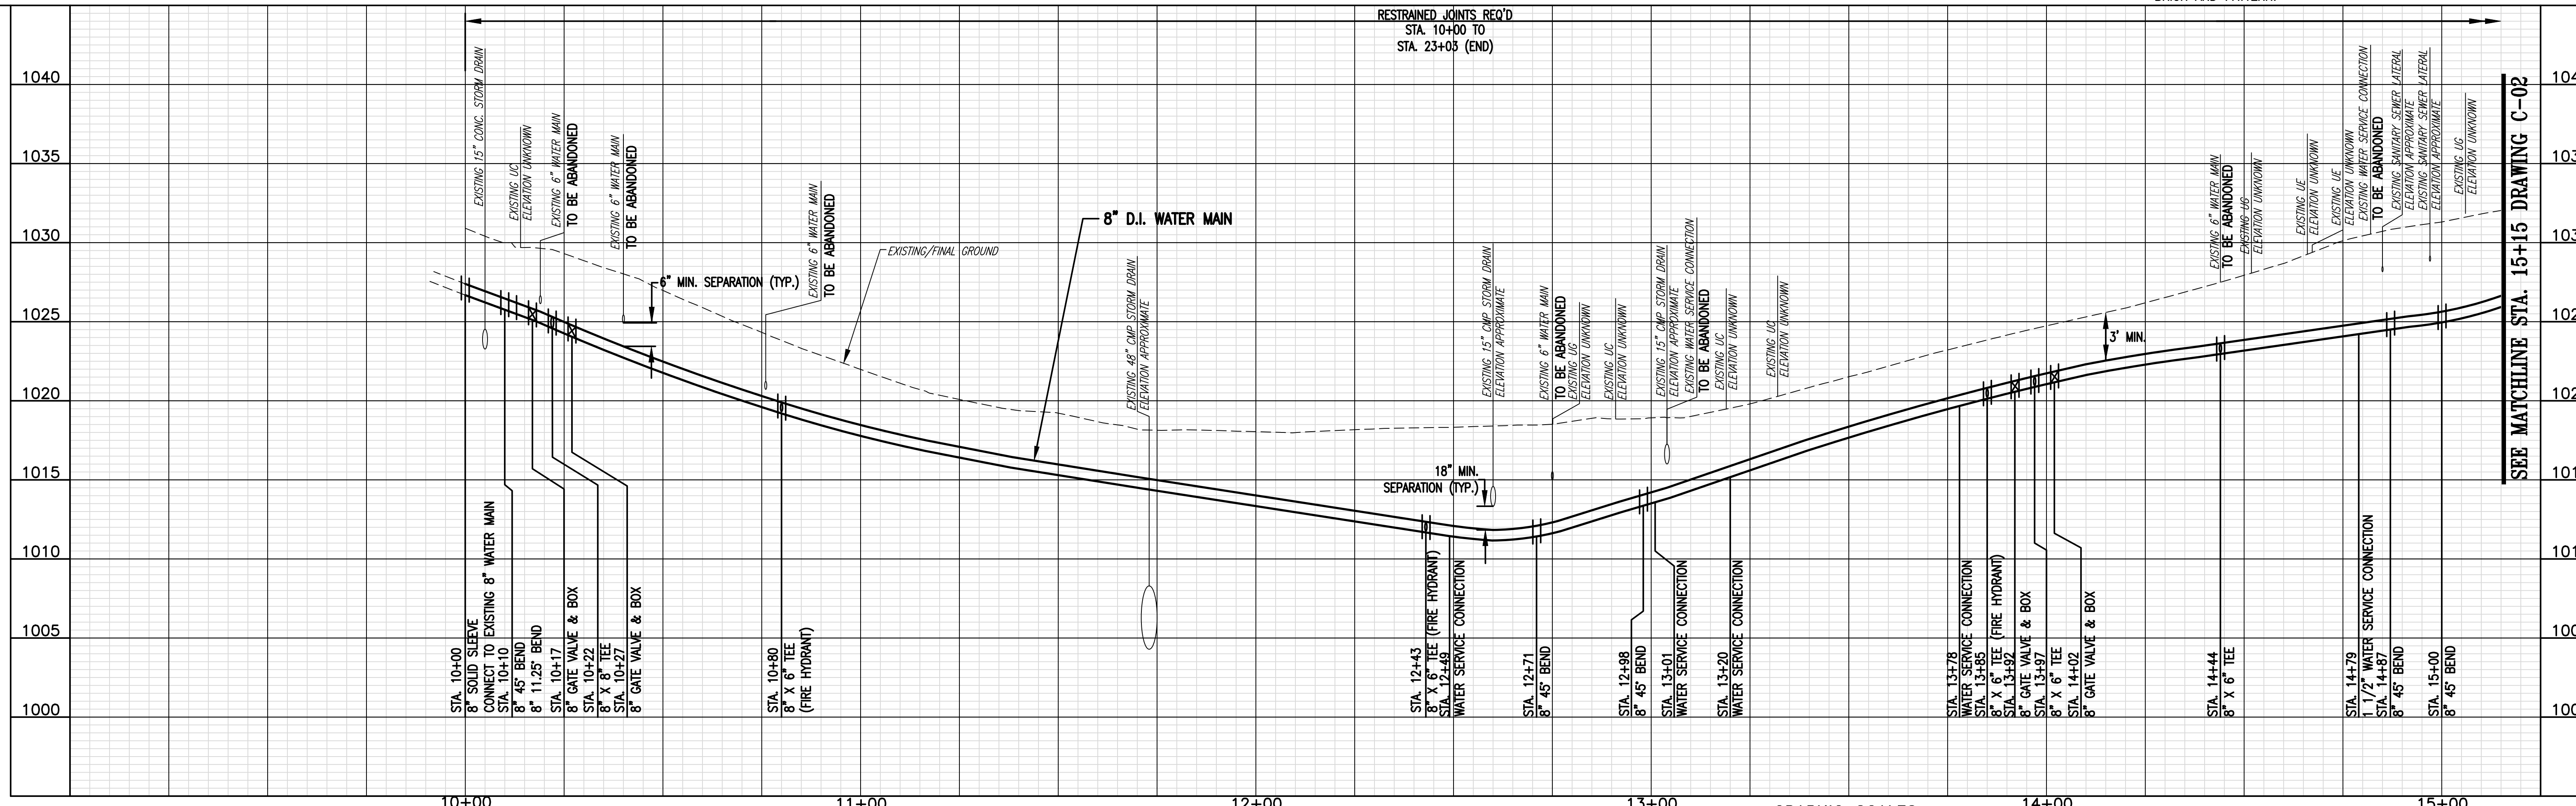 RESTRAINED JOINTS REQ'D
STA. 10+00 TO
STA. 23+03 (END)
1040
1035
1030
1025
1020
1015
1010
1005
1000
EXISTING 15" CONC. STORM DRAIN
EXISTING UC
ELEVATION UNKNOWN
EXISTING 6" WATER MAIN
TO BE ABANDONED
EXISTING 6" WATER MAIN
TO BE ABANDONED
6" MIN. SEPARATION (TYP.)
EXISTING 6" WATER MAIN
TO BE ABANDONED
EXISTING/FINAL GROUND
8" D.I. WATER MAIN
EXISTING 48" CMP STORM DRAIN
ELEVATION APPROXIMATE
EXISTING 15" CMP STORM DRAIN
ELEVATION APPROXIMATE
18" MIN.
SEPARATION (TYP.)
EXISTING 6" WATER MAIN
TO BE ABANDONED
EXISTING UG
ELEVATION UNKNOWN
EXISTING UC
ELEVATION UNKNOWN
EXISTING 15" CMP STORM DRAIN
ELEVATION APPROXIMATE
EXISTING WATER SERVICE CONNECTION
TO BE ABANDONED
EXISTING UC
ELEVATION UNKNOWN
EXISTING UC
ELEVATION UNKNOWN
3' MIN.
EXISTING 6" WATER MAIN
TO BE ABANDONED
EXISTING UG
ELEVATION UNKNOWN
EXISTING UE
ELEVATION UNKNOWN
EXISTING UE
ELEVATION UNKNOWN
EXISTING WATER SERVICE CONNECTION
TO BE ABANDONED
EXISTING SANITARY SEWER LATERAL
ELEVATION APPROXIMATE
EXISTING SANITARY SEWER LATERAL
ELEVATION APPROXIMATE
EXISTING UG
ELEVATION UNKNOWN
SEE MATCHLINE STA. 15+15 DRAWING C-02
STA. 10+00
8" SOLID SLEEVE
CONNECT TO EXISTING 8" WATER MAIN
STA. 10+10
8" 45° BEND
8" 11.25° BEND
STA. 10+17
8" GATE VALVE & BOX
STA. 10+22
8" X 8" TEE
STA. 10+27
8" GATE VALVE & BOX
STA. 10+80
8" X 6" TEE
(FIRE HYDRANT)
STA. 12+43
8" X 6" TEE (FIRE HYDRANT)
STA. 12+49
WATER SERVICE CONNECTION
STA. 12+71
8" 45° BEND
STA. 12+98
8" 45° BEND
STA. 13+01
WATER SERVICE CONNECTION
STA. 13+20
WATER SERVICE CONNECTION
STA. 13+78
WATER SERVICE CONNECTION
STA. 13+85
8" X 6" TEE (FIRE HYDRANT)
STA. 13+92
8" GATE VALVE & BOX
STA. 13+97
8" X 6" TEE
STA. 14+02
8" GATE VALVE & BOX
STA. 14+44
8" X 6" TEE
STA. 14+79
1 1/2" WATER SERVICE CONNECTION
STA. 14+87
8" 45° BEND
STA. 15+00
8" 45° BEND
10+00
11+00
12+00
13+00
14+00
15+00